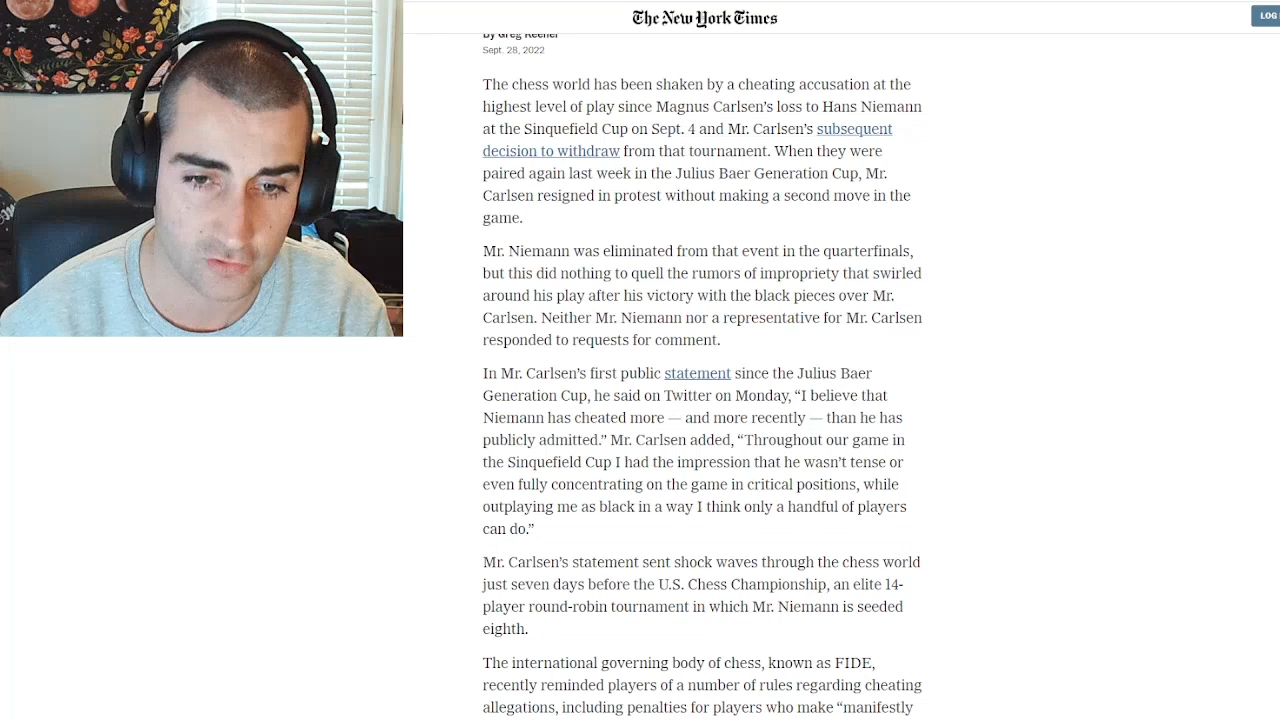 The New York Times
LOG
By Greg Keener
Sept. 28, 2022
The chess world has been shaken by a cheating accusation at the
highest level of play since Magnus Carlsen’s loss to Hans Niemann
at the Sinquefield Cup on Sept. 4 and Mr. Carlsen’s subsequent
decision to withdraw from that tournament. When they were
paired again last week in the Julius Baer Generation Cup, Mr.
Carlsen resigned in protest without making a second move in the
game.
Mr. Niemann was eliminated from that event in the quarterfinals,
but this did nothing to quell the rumors of impropriety that swirled
around his play after his victory with the black pieces over Mr.
Carlsen. Neither Mr. Niemann nor a representative for Mr. Carlsen
responded to requests for comment.
In Mr. Carlsen’s first public statement since the Julius Baer
Generation Cup, he said on Twitter on Monday, “I believe that
Niemann has cheated more — and more recently — than he has
publicly admitted.” Mr. Carlsen added, “Throughout our game in
the Sinquefield Cup I had the impression that he wasn’t tense or
even fully concentrating on the game in critical positions, while
outplaying me as black in a way I think only a handful of players
can do.”
Mr. Carlsen’s statement sent shock waves through the chess world
just seven days before the U.S. Chess Championship, an elite 14-
player round-robin tournament in which Mr. Niemann is seeded
eighth.
The international governing body of chess, known as FIDE,
recently reminded players of a number of rules regarding cheating
allegations, including penalties for players who make “manifestly